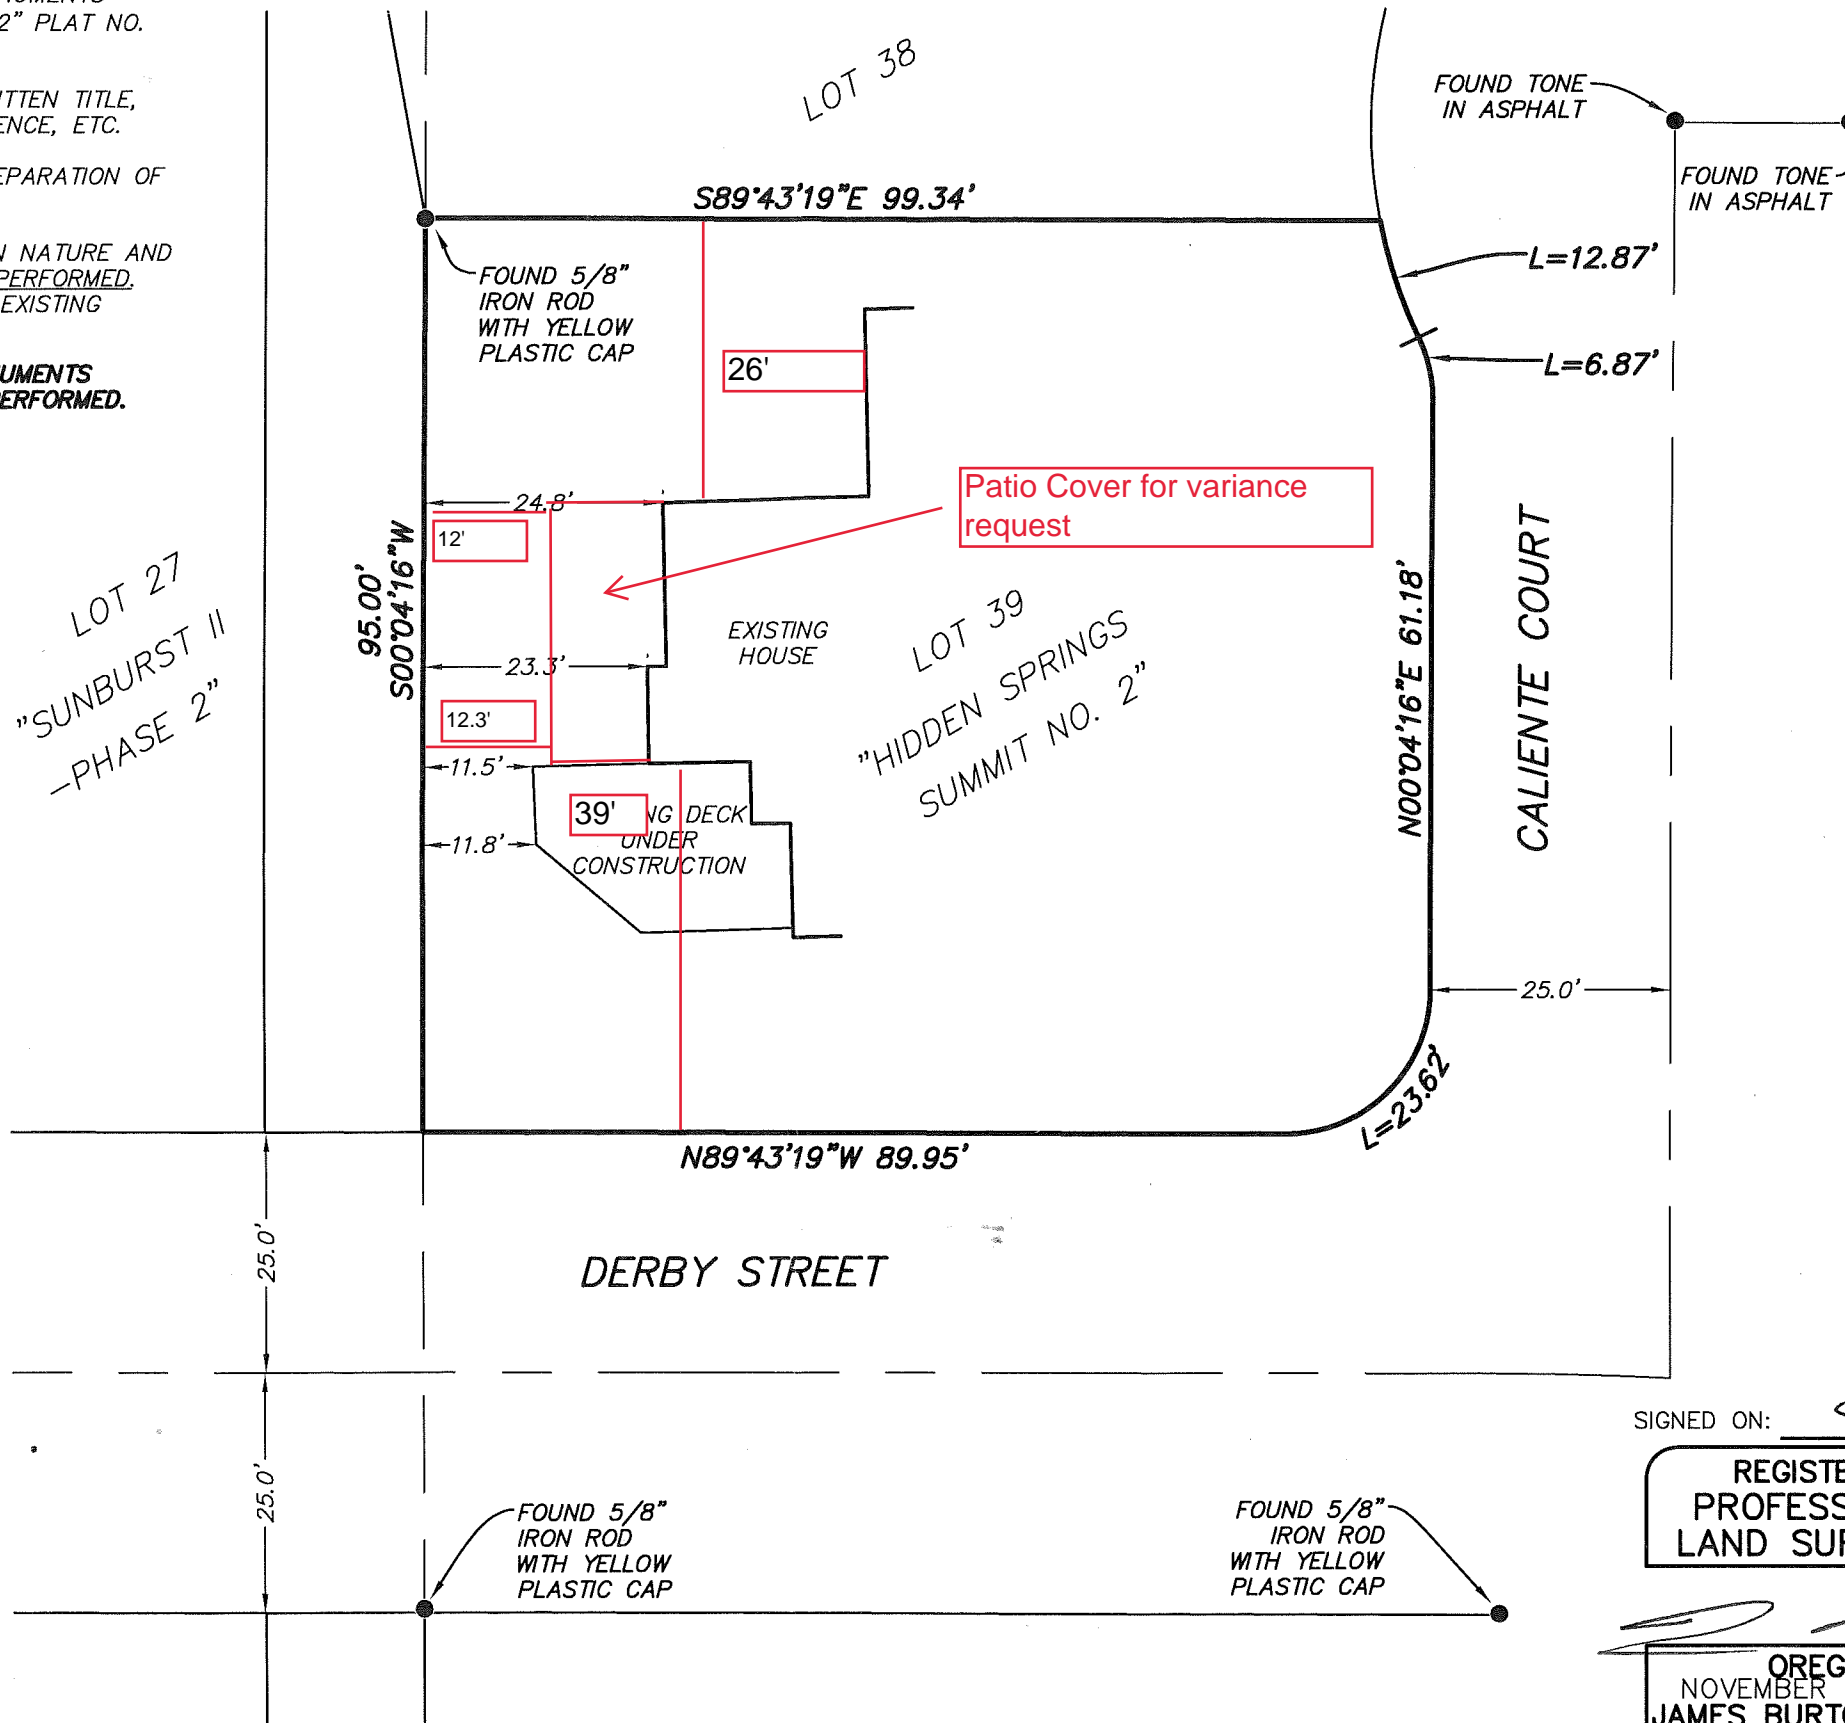 2" PLAT NO.
ITTEN TITLE,
ENCE, ETC.
EPARATION OF
N NATURE AND
PERFORMED.
EXISTING
UMENTS
PERFORMED.
LOT 38
FOUND TONE
IN ASPHALT
FOUND TONE
IN ASPHALT
S89°43'19"E 99.34'
L=12.87'
L=6.87'
FOUND 5/8"
IRON ROD
WITH YELLOW
PLASTIC CAP
26'
Patio Cover for variance
request
24.8'
12'
95.00'
S00°04'16"W
23.3'
12.3'
11.5'
11.8'
39'
NG DECK
UNDER
CONSTRUCTION
EXISTING
HOUSE
LOT 39
"HIDDEN SPRINGS
SUMMIT NO. 2"
LOT 27
"SUNBURST II
-PHASE 2"
N00°04'16"E 61.18'
CALIENTE COURT
25.0'
L=23.62'
N89°43'19"W 89.95'
DERBY STREET
25.0'
25.0'
FOUND 5/8"
IRON ROD
WITH YELLOW
PLASTIC CAP
FOUND 5/8"
IRON ROD
WITH YELLOW
PLASTIC CAP
SIGNED ON:
REGISTE
PROFESS
LAND SUR
OREG
NOVEMBER
JAMES BURTO